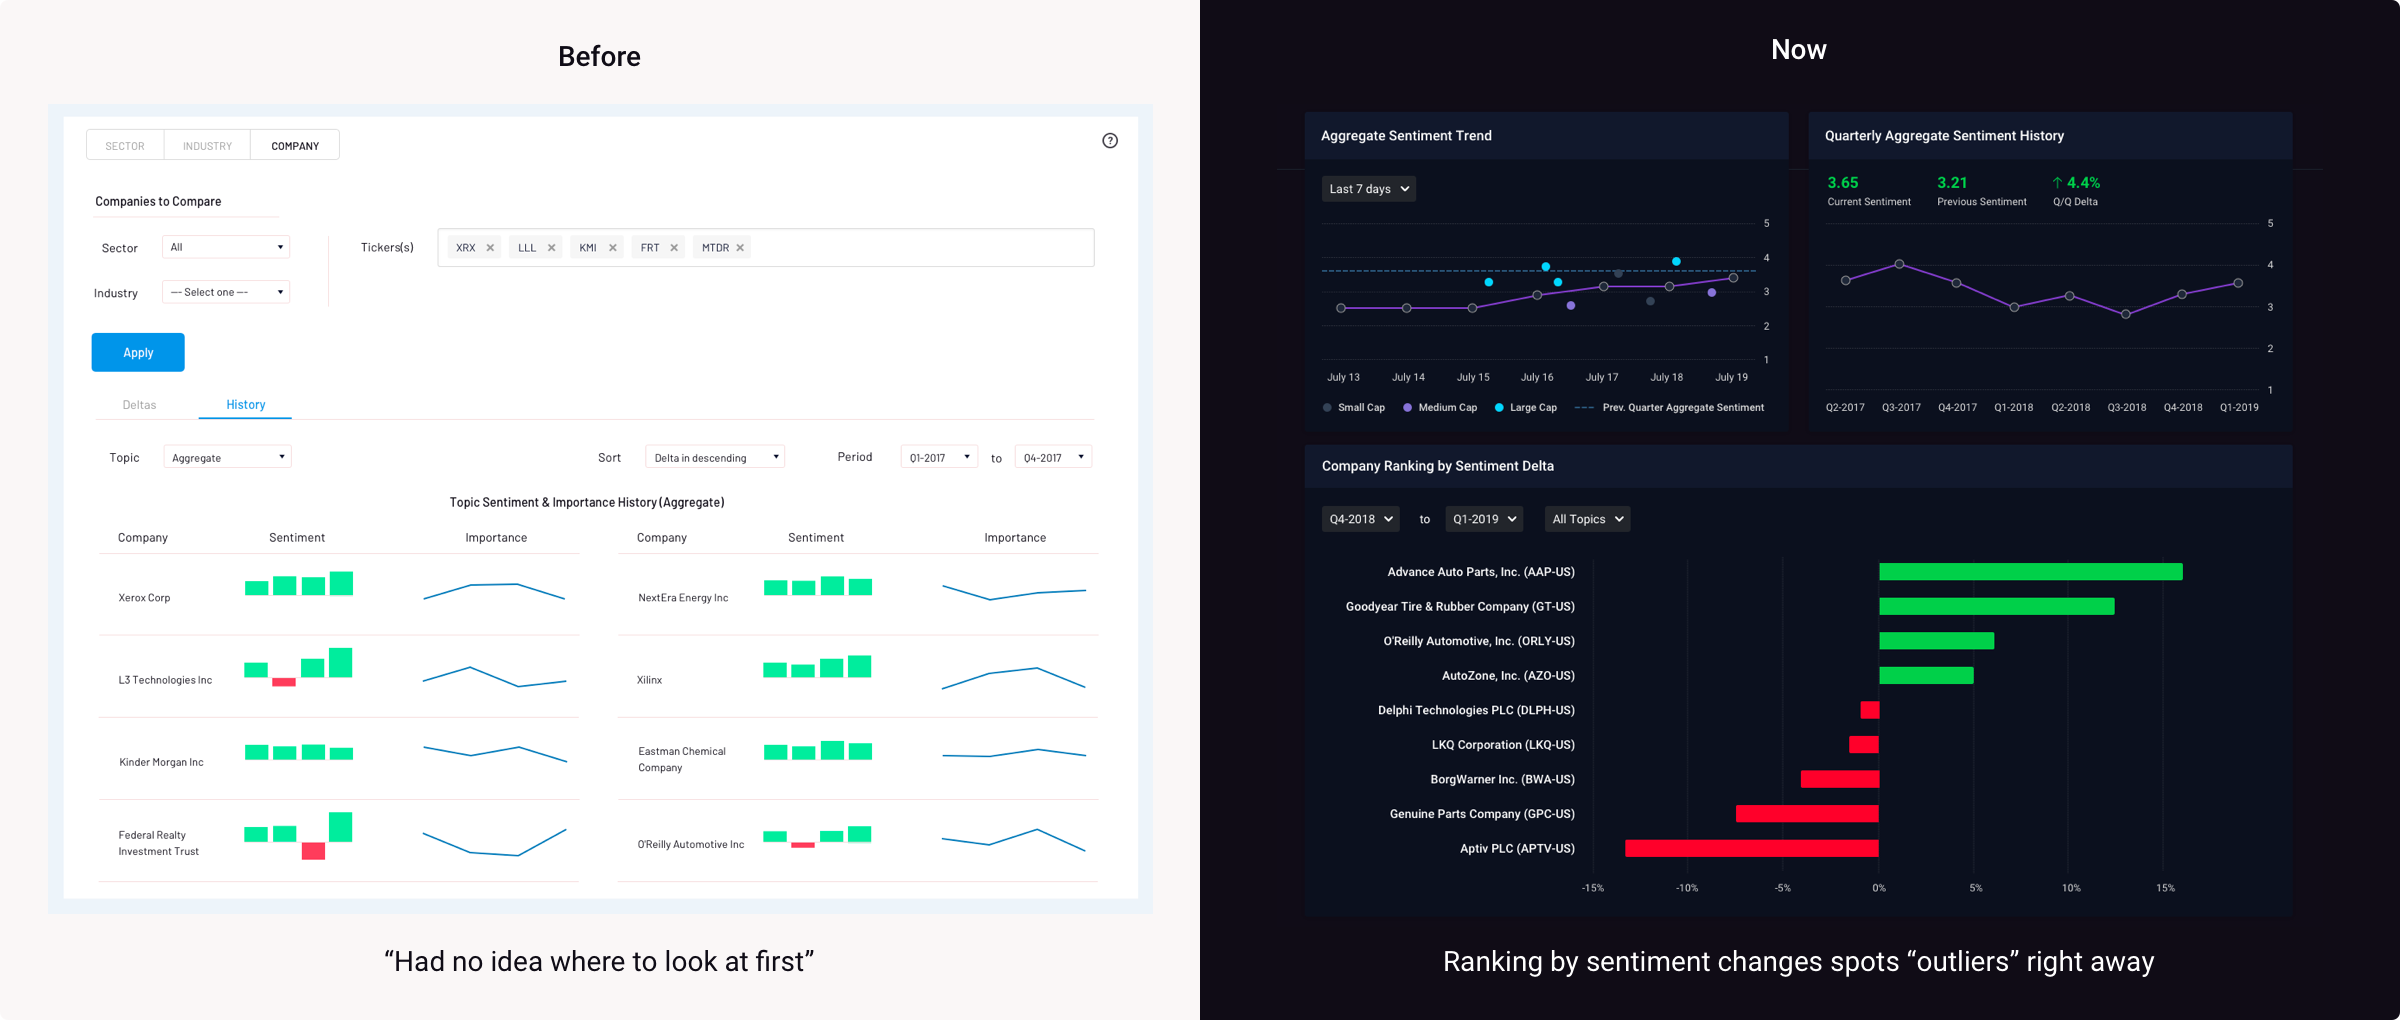 Before
SECTOR INDUSTRY COMPANY
?
Companies to Compare
Sector All Tickers(s) XRX LLL KMI FRT MTDR
Industry --- Select one ---
Apply
Deltas History
Topic Aggregate Sort Delta in descending Period Q1-2017 to Q4-2017
Topic Sentiment & Importance History (Aggregate)
Company Sentiment Importance Company Sentiment Importance
Xerox Corp NextEra Energy Inc
L3 Technologies Inc Xilinx
Kinder Morgan Inc Eastman Chemical
Company
Federal Realty
Investment Trust O'Reilly Automotive Inc
“Had no idea where to look at first”
Now
Aggregate Sentiment Trend
Last 7 days
5
4
3
2
1
July 13 July 14 July 15 July 16 July 17 July 18 July 19
Small Cap Medium Cap Large Cap Prev. Quarter Aggregate Sentiment
Quarterly Aggregate Sentiment History
3.65 3.21 ↑ 4.4%
Current Sentiment Previous Sentiment Q/Q Delta
5
4
3
2
1
Q2-2017 Q3-2017 Q4-2017 Q1-2018 Q2-2018 Q3-2018 Q4-2018 Q1-2019
Company Ranking by Sentiment Delta
Q4-2018 to Q1-2019 All Topics
Advance Auto Parts, Inc. (AAP-US)
Goodyear Tire & Rubber Company (GT-US)
O'Reilly Automotive, Inc. (ORLY-US)
AutoZone, Inc. (AZO-US)
Delphi Technologies PLC (DLPH-US)
LKQ Corporation (LKQ-US)
BorgWarner Inc. (BWA-US)
Genuine Parts Company (GPC-US)
Aptiv PLC (APTV-US)
-15% -10% -5% 0% 5% 10% 15%
Ranking by sentiment changes spots “outliers” right away